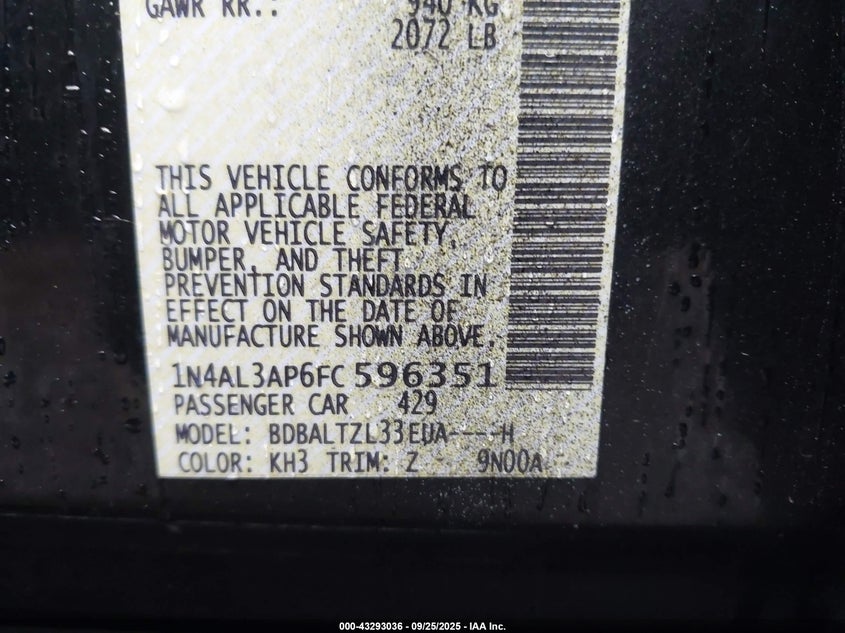 GAWR RR.: 940 KG
2072 LB
THIS VEHICLE CONFORMS TO
ALL APPLICABLE FEDERAL
MOTOR VEHICLE SAFETY,
BUMPER, AND THEFT
PREVENTION STANDARDS IN
EFFECT ON THE DATE OF
MANUFACTURE SHOWN ABOVE.
1N4AL3AP6FC596351
PASSENGER CAR 429
MODEL: BDBALTZL33EUA----H
COLOR: KH3 TRIM: Z 9N00A
000-43293036 - 09/25/2025 - IAA Inc.